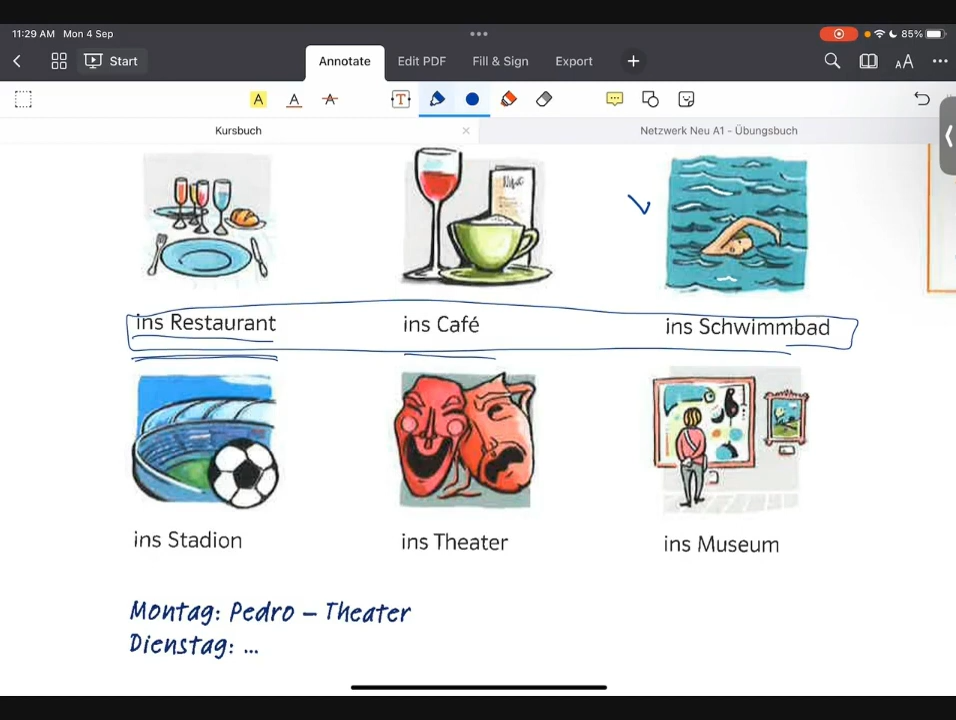 11:29 AM Mon 4 Sep
85%
Start
Annotate
Edit PDF
Fill & Sign
Export
AA
A A A T
Kursbuch
Netzwerk Neu A1 - Übungsbuch
ins Restaurant
ins Café
ins Schwimmbad
ins Stadion
ins Theater
ins Museum
Montag: Pedro – Theater
Dienstag: ...